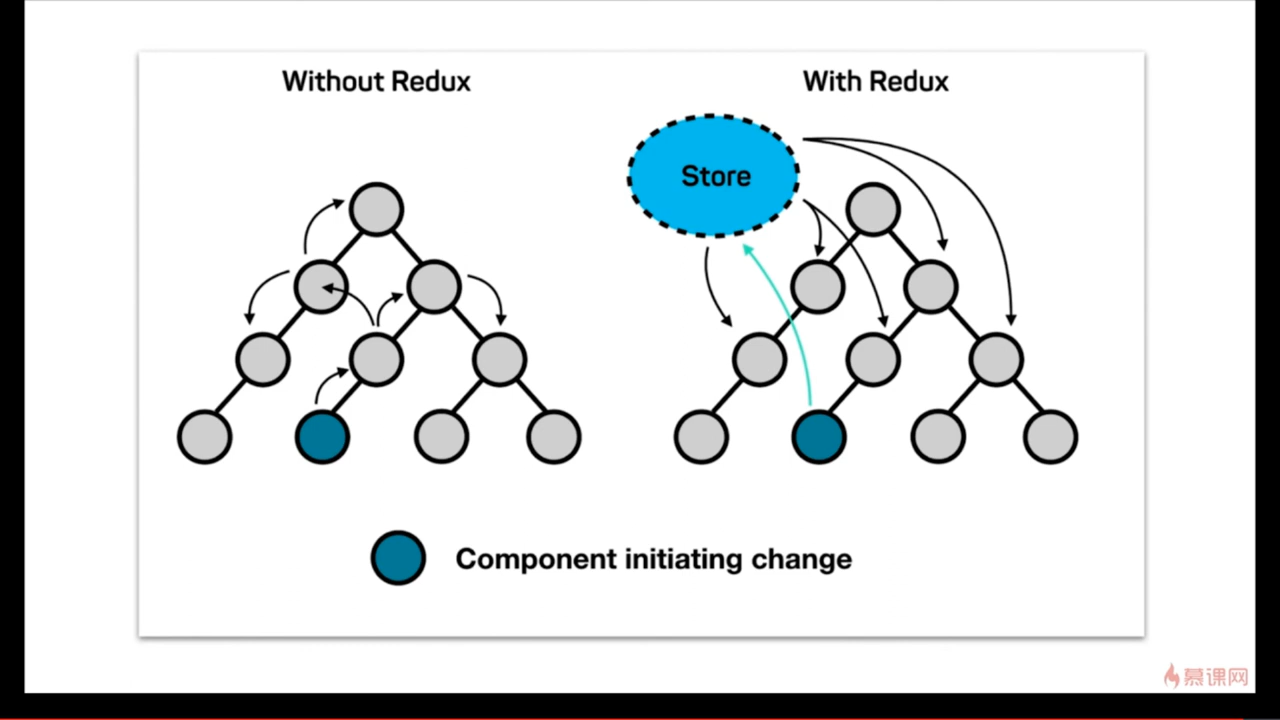 Without Redux
With Redux
Store
Component initiating change
慕课网